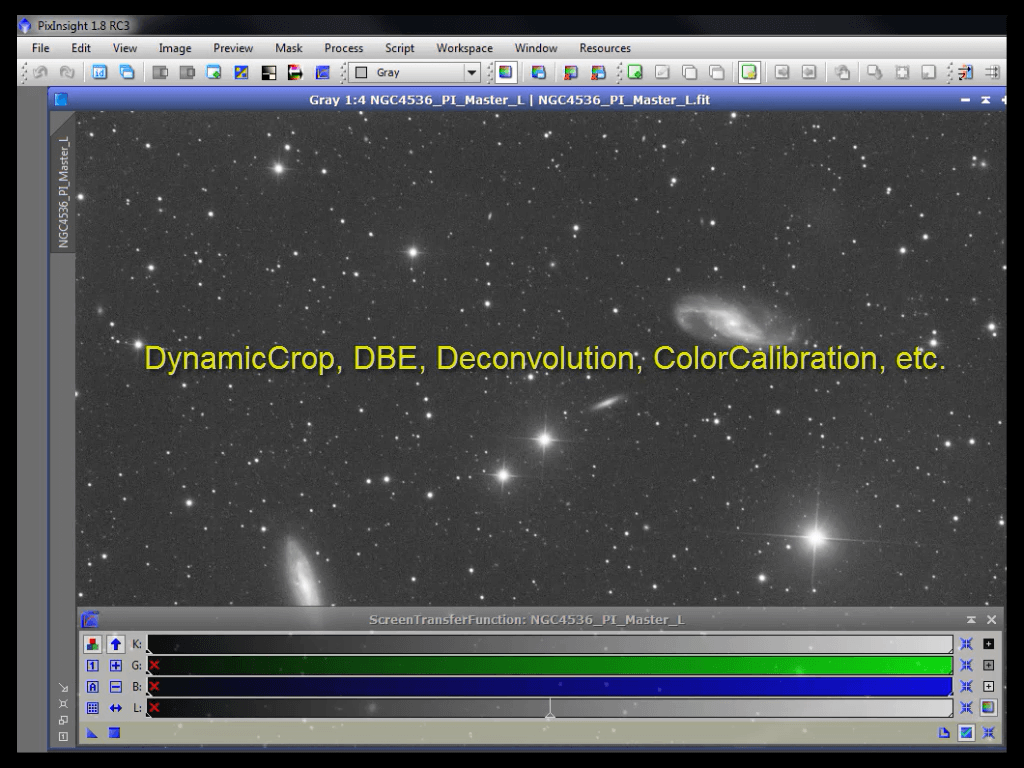 PixInsight 1.8 RC3
File Edit View Image Preview Mask Process Script Workspace Window Resources
Gray
Gray 1:4 NGC4536_PI_Master_L | NGC4536_PI_Master_L.fit
NGC4536_PI_Master_L
DynamicCrop, DBE, Deconvolution, ColorCalibration, etc.
ScreenTransferFunction: NGC4536_PI_Master_L
K:
1 G:
A B:
L: